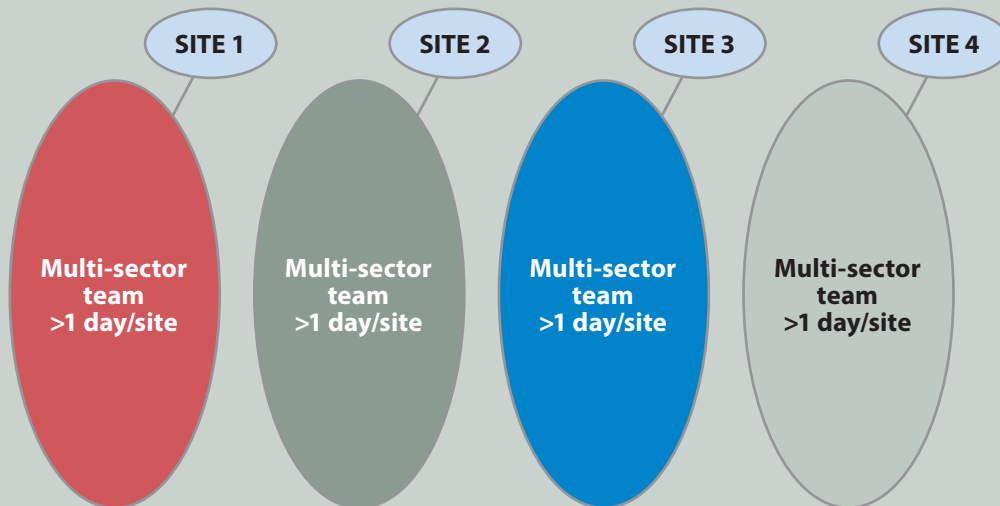 SITE 1
SITE 2
SITE 3
SITE 4
Multi-sector
team
>1 day/site
Multi-sector
team
>1 day/site
Multi-sector
team
>1 day/site
Multi-sector
team
>1 day/site